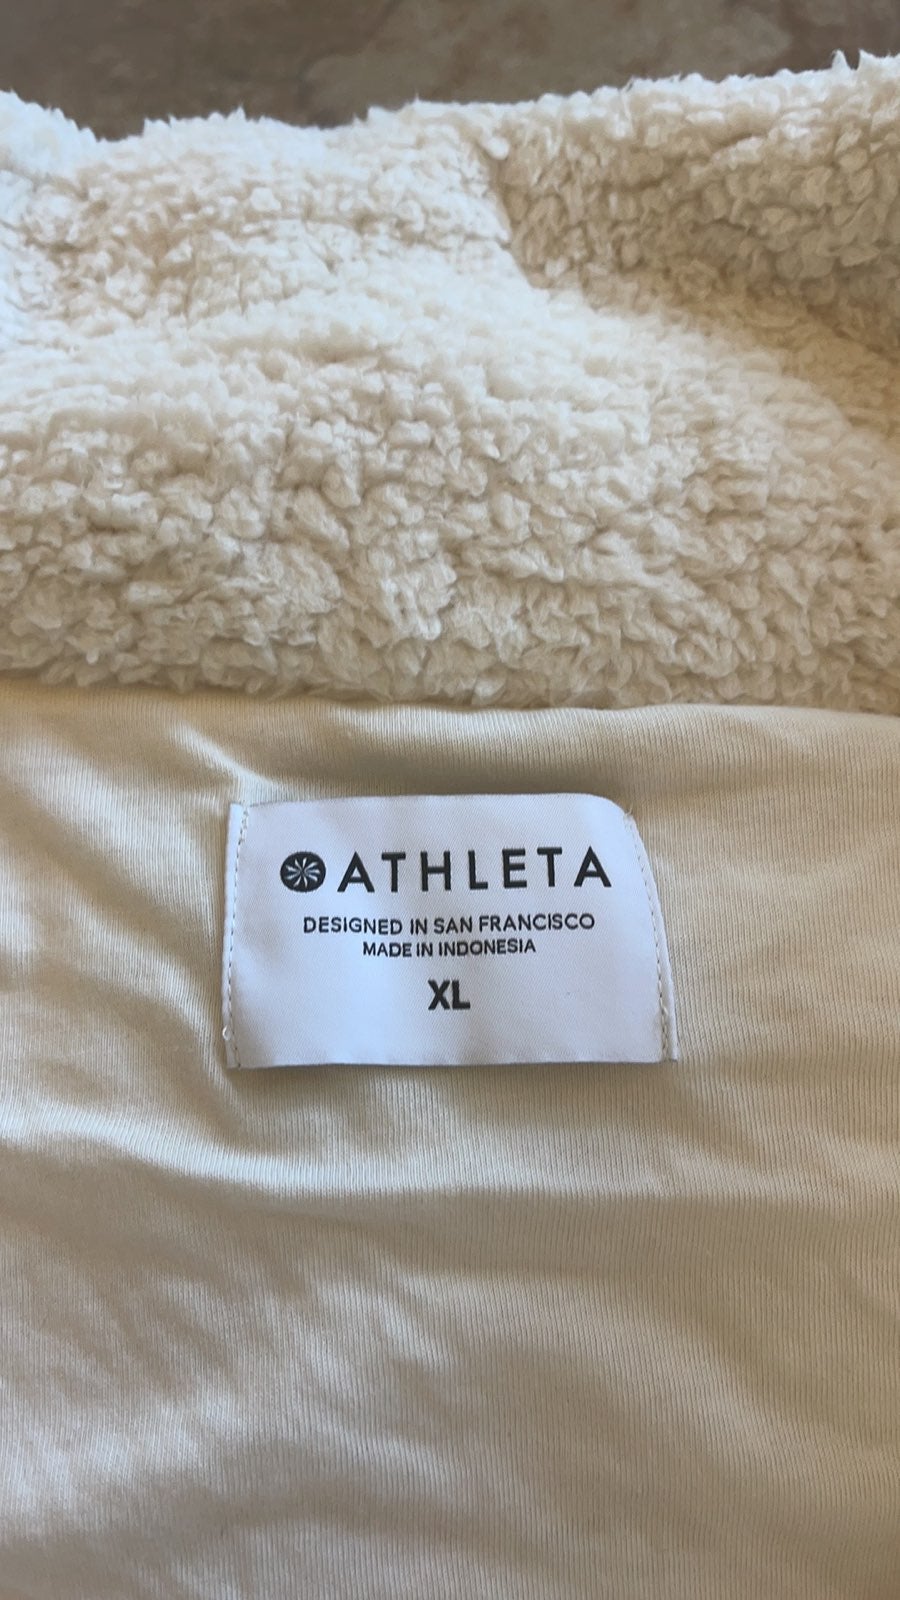 ATHLETA
DESIGNED IN SAN FRANCISCO
MADE IN INDONESIA
XL